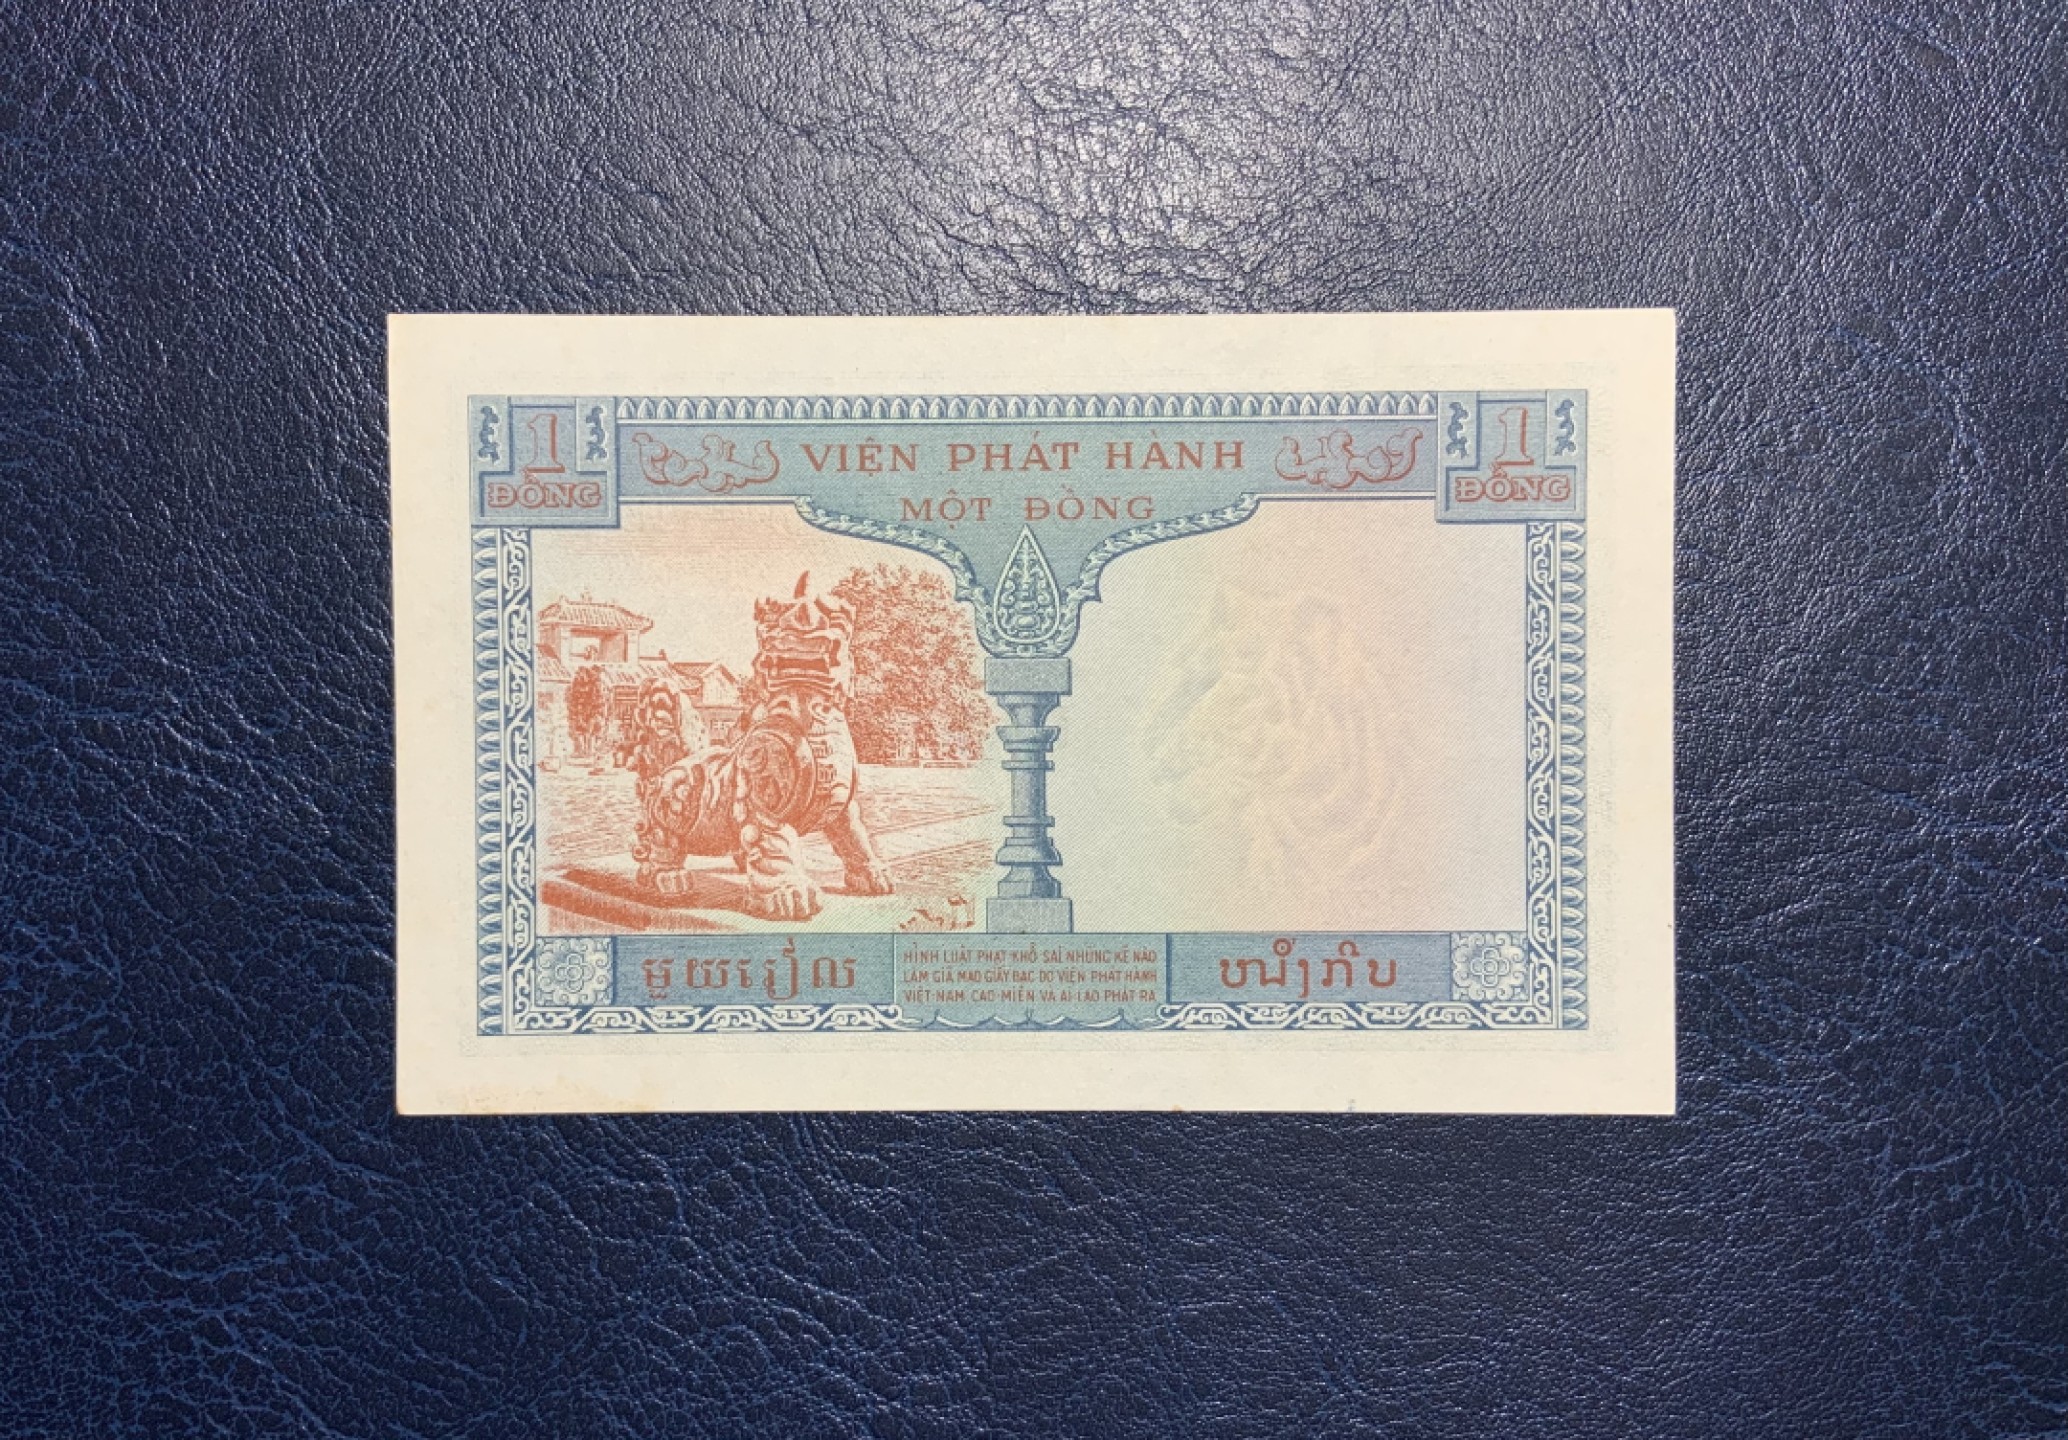 1 ĐỒNG
VIỆN PHÁT HÀNH
MỘT ĐỒNG
1 ĐỒNG
មួយរៀល
HÌNH LUẬT PHẠT KHỔ SAI NHỮNG KẺ NÀO
LÀM GIẢ MẠO GIẤY BẠC DO VIỆN PHÁT HÀNH
VIỆT-NAM, CAO-MIÊN VÀ AI-LAO PHÁT RA
ໜຶ່ງກີບ